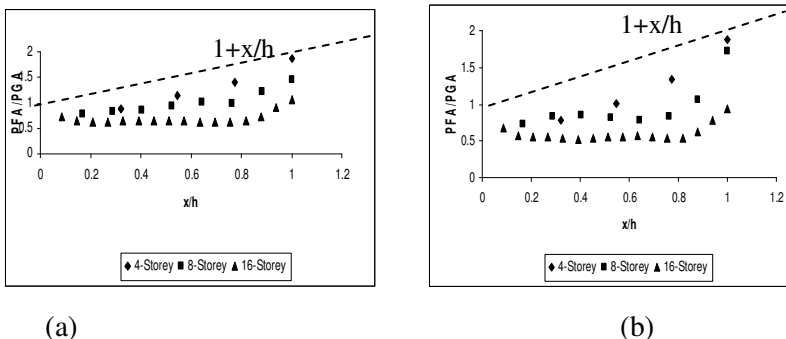 1+x/h
2
1.5
1
0.5
0
PFA/PGA
0 0.2 0.4 0.6 0.8 1 1.2
x/h
4-Storey 8-Storey 16-Storey
(a)
1+x/h
2
1.5
1
0.5
0
PFA/PGA
0 0.2 0.4 0.6 0.8 1 1.2
x/h
4-Storey 8-Storey 16-Storey
(b)